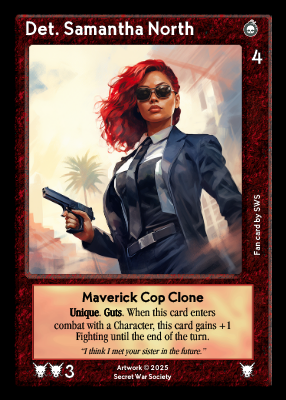 Det. Samantha North
4
Fan card by SWS
Maverick Cop Clone
Unique. Guts. When this card enters
combat with a Character, this card gains +1
Fighting until the end of the turn.
"I think I met your sister in the future."
3
Artwork © 2025
Secret War Society